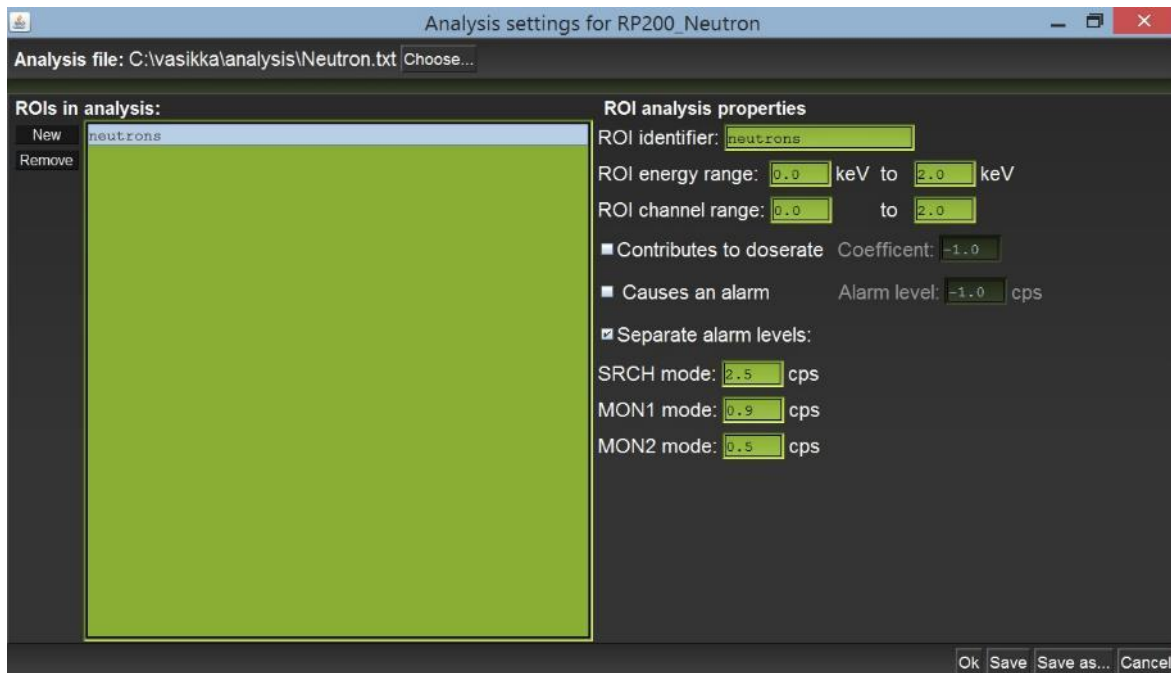 Analysis settings for RP200_Neutron
Analysis file: C:\vasikka\analysis\Neutron.txt Choose...
ROIs in analysis:
New
Remove
neutrons
ROI analysis properties
ROI identifier: neutrons
ROI energy range: 0.0 keV to 2.0 keV
ROI channel range: 0.0 to 2.0
Contributes to doserate Coefficent: -1.0
Causes an alarm Alarm level: -1.0 cps
Separate alarm levels:
SRCH mode: 2.5 cps
MON1 mode: 0.9 cps
MON2 mode: 0.5 cps
Ok Save Save as... Cancel